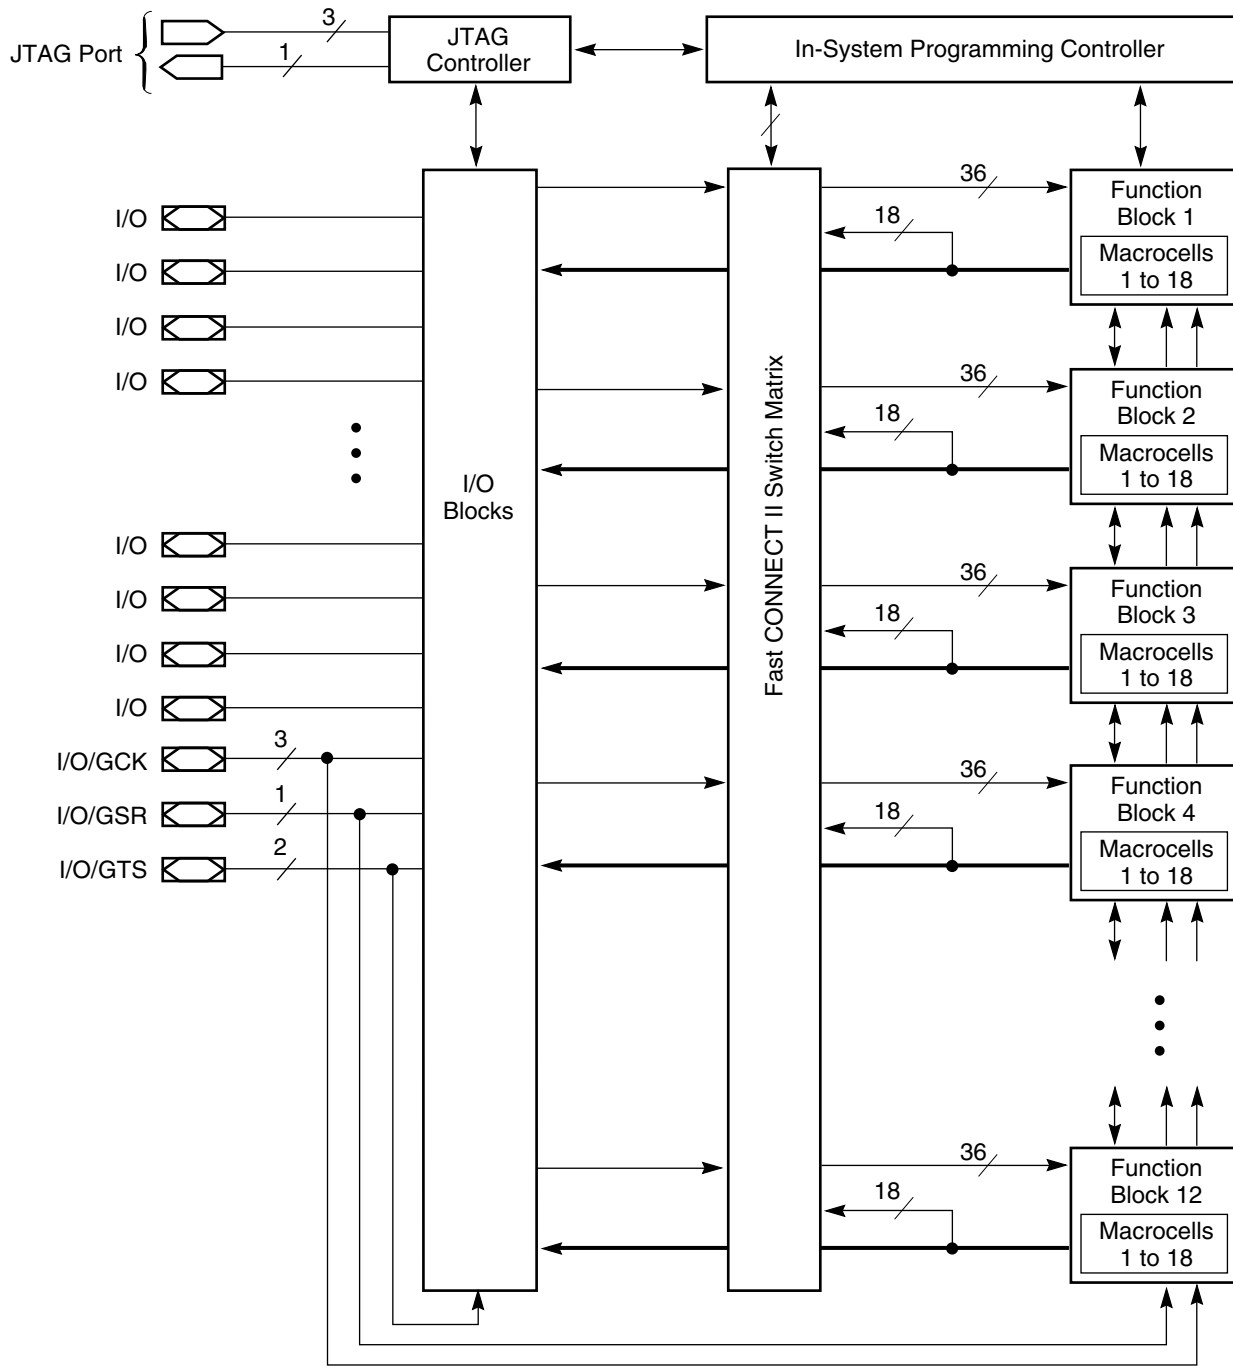 JTAG Port
3
1
JTAG
Controller
In-System Programming Controller
I/O
I/O
I/O
I/O
I/O
I/O
I/O
I/O
I/O/GCK
3
I/O/GSR
1
I/O/GTS
2
I/O
Blocks
Fast CONNECT II Switch Matrix
36
18
Function
Block 1
Macrocells
1 to 18
36
18
Function
Block 2
Macrocells
1 to 18
36
18
Function
Block 3
Macrocells
1 to 18
36
18
Function
Block 4
Macrocells
1 to 18
36
18
Function
Block 12
Macrocells
1 to 18